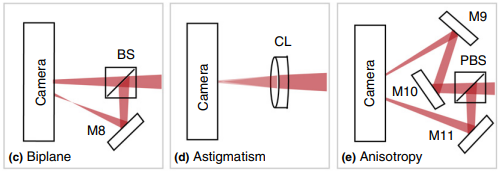 Camera
BS
M8
(c) Biplane
Camera
CL
(d) Astigmatism
Camera
M9
PBS
M10
M11
(e) Anisotropy